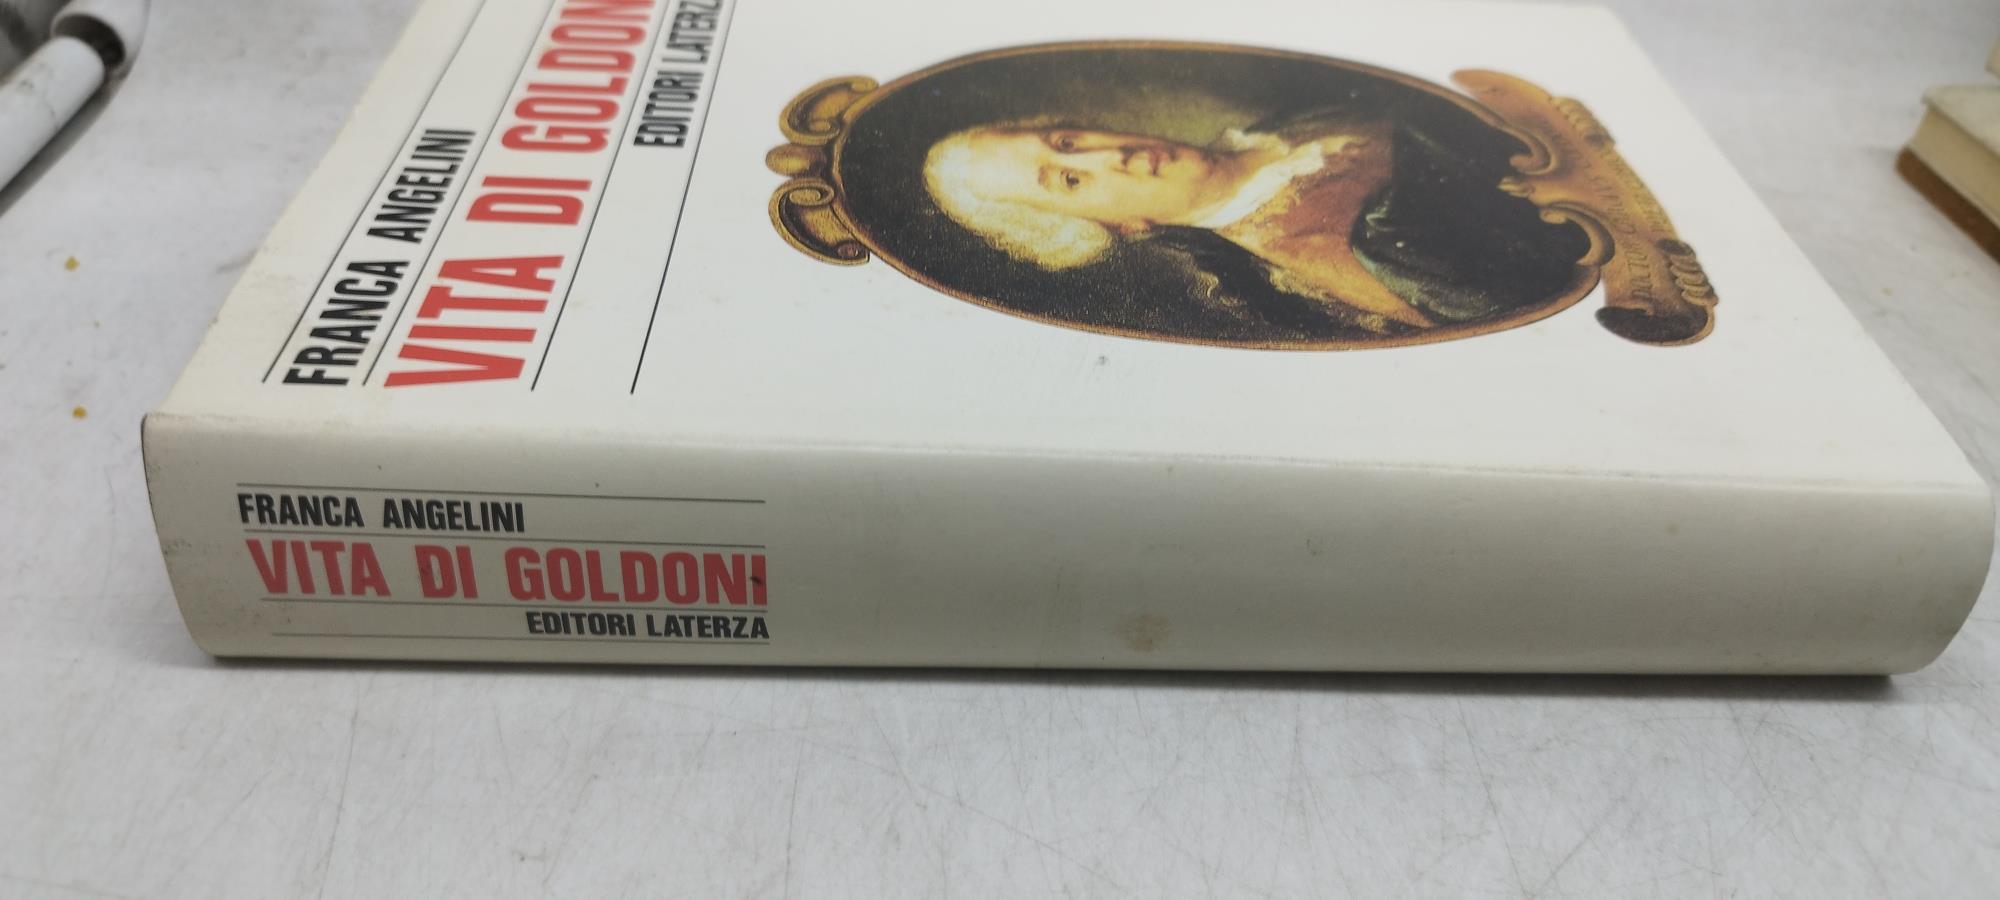 FRANCA ANGELINI
VITA DI GOLDONI
EDITORI LATERZA
FRANCA ANGELINI
VITA DI GOLDONI
EDITORI LATERZA